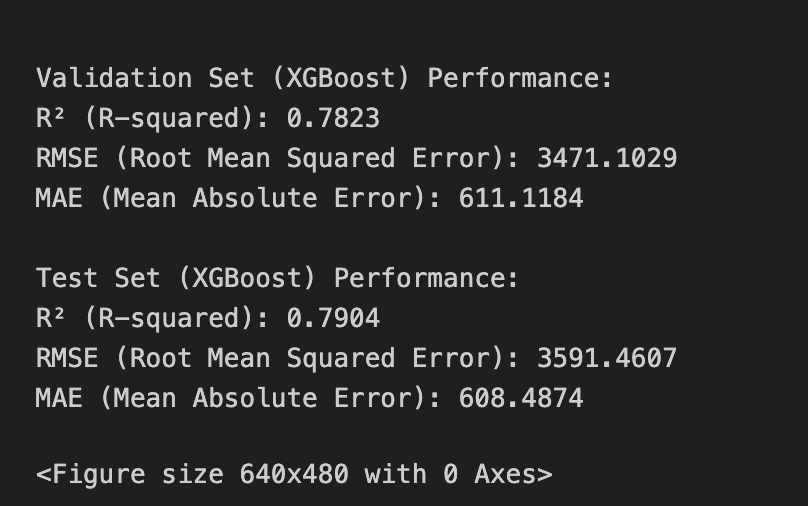 Validation Set (XGBoost) Performance:
R² (R-squared): 0.7823
RMSE (Root Mean Squared Error): 3471.1029
MAE (Mean Absolute Error): 611.1184
Test Set (XGBoost) Performance:
R² (R-squared): 0.7904
RMSE (Root Mean Squared Error): 3591.4607
MAE (Mean Absolute Error): 608.4874
<Figure size 640x480 with 0 Axes>